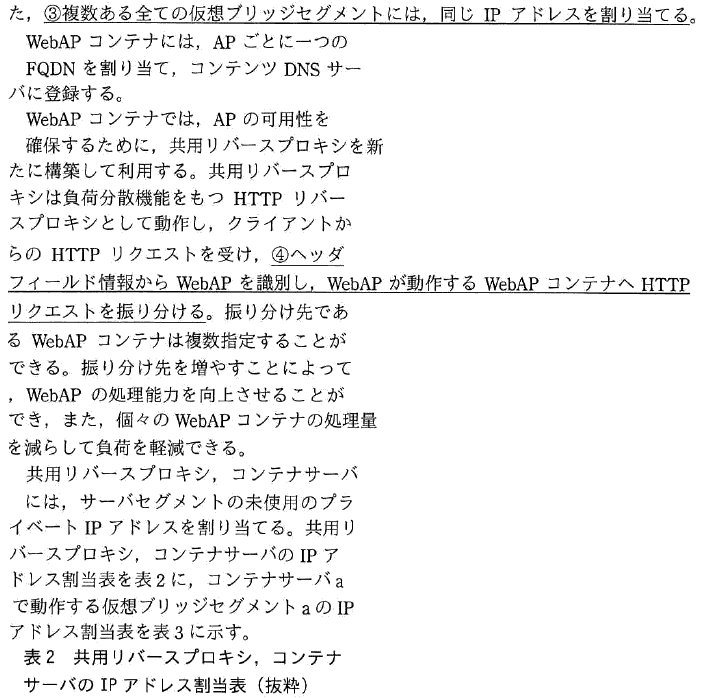 た，③複数ある全ての仮想ブリッジセグメントには，同じ IP アドレスを割り当てる。
WebAP コンテナには，AP ごとに一つの
FQDN を割り当て，コンテンツ DNS サー
バに登録する。
WebAP コンテナでは，AP の可用性を
確保するために，共用リバースプロキシを新
たに構築して利用する。共用リバースプロ
キシは負荷分散機能をもつ HTTP リバー
スプロキシとして動作し，クライアントか
らの HTTP リクエストを受け，④ヘッダ
フィールド情報から WebAP を識別し，WebAP が動作する WebAP コンテナへ HTTP
リクエストを振り分ける。振り分け先であ
る WebAP コンテナは複数指定することが
できる。振り分け先を増やすことによって
，WebAP の処理能力を向上させることが
でき，また，個々の WebAP コンテナの処理量
を減らして負荷を軽減できる。
共用リバースプロキシ，コンテナサーバ
には，サーバセグメントの未使用のプラ
イベート IP アドレスを割り当てる。共用リ
バースプロキシ，コンテナサーバの IP ア
ドレス割当表を表２に，コンテナサーバ a
で動作する仮想ブリッジセグメント a の IP
アドレス割当表を表３に示す。
表２　共用リバースプロキシ，コンテナ
サーバの IP アドレス割当表（抜粋）